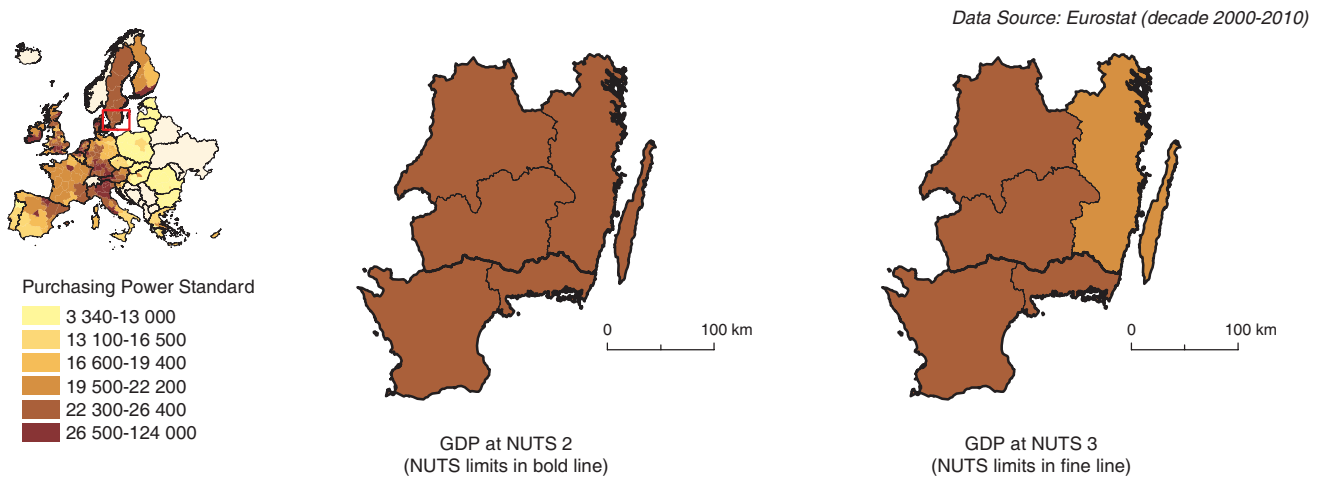 Data Source: Eurostat (decade 2000-2010)
Purchasing Power Standard
3 340-13 000
13 100-16 500
16 600-19 400
19 500-22 200
22 300-26 400
26 500-124 000
0 100 km
GDP at NUTS 2
(NUTS limits in bold line)
0 100 km
GDP at NUTS 3
(NUTS limits in fine line)